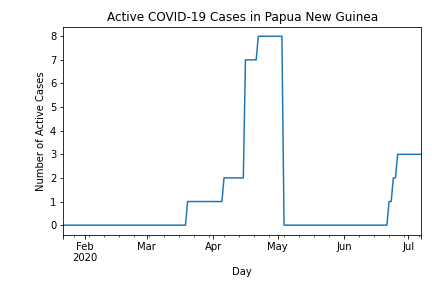 Active COVID-19 Cases in Papua New Guinea
8
7
6
5
4
3
2
1
0
Number of Active Cases
Feb Mar Apr May Jun Jul
2020
Day